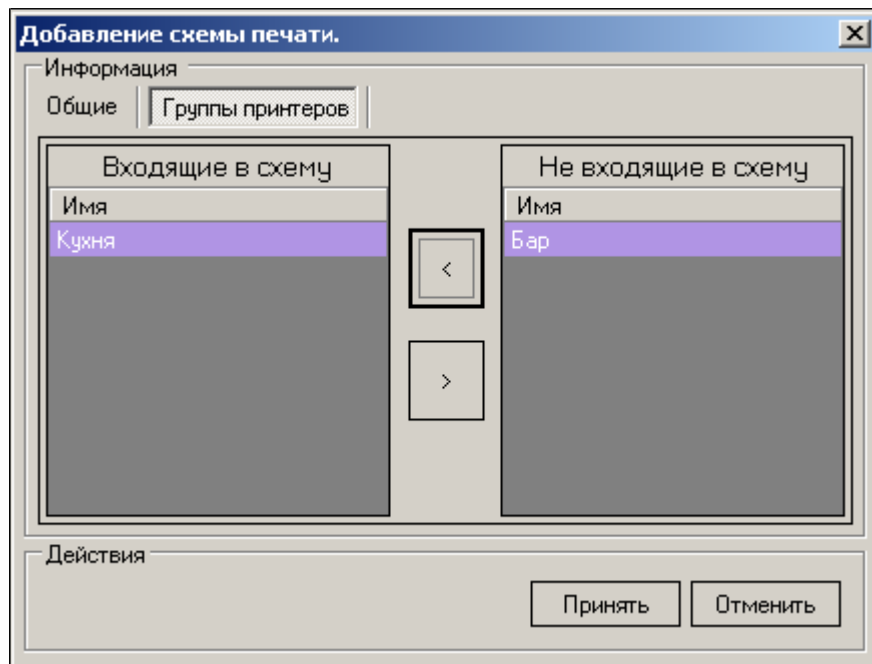 Добавление схемы печати.
Информация
Общие Группы принтеров
Входящие в схему Не входящие в схему
Имя Имя
Кухня Бар
<
>
Действия
Принять Отменить